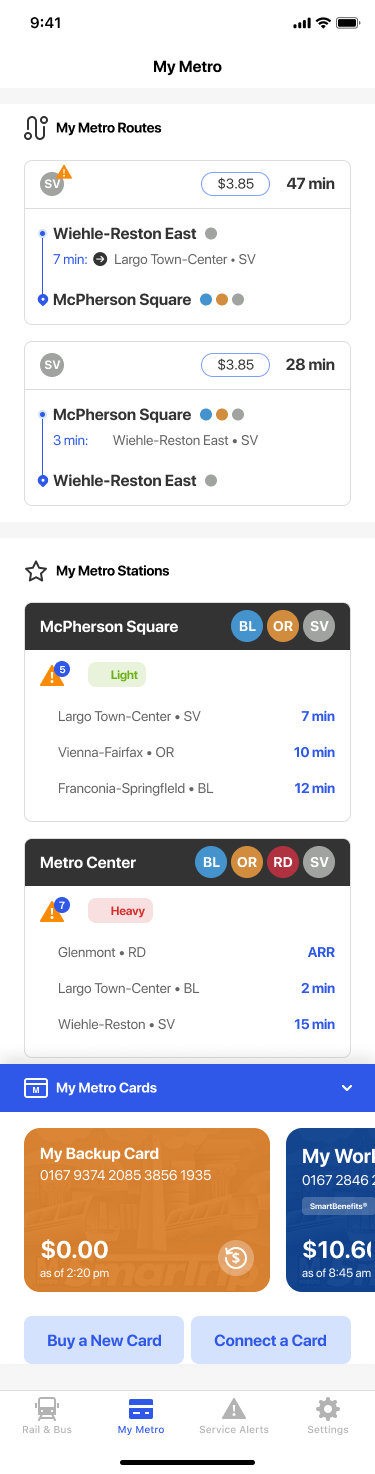 9:41
My Metro
My Metro Routes
SV $3.85 47 min
Wiehle-Reston East
7 min: Largo Town-Center • SV
McPherson Square
SV $3.85 28 min
McPherson Square
3 min: Wiehle-Reston East • SV
Wiehle-Reston East
My Metro Stations
McPherson Square BL OR SV
5 Light
Largo Town-Center • SV 7 min
Vienna-Fairfax • OR 10 min
Franconia-Springfield • BL 12 min
Metro Center BL OR RD SV
7 Heavy
Glenmont • RD ARR
Largo Town-Center • BL 2 min
Wiehle-Reston • SV 15 min
M My Metro Cards
My Backup Card
0167 9374 2085 3856 1935
$0.00
as of 2:20 pm
SmarTrip
My Worl
0167 2846 2
SmartBenefits®
$10.60
as of 8:45 am
Buy a New Card Connect a Card
Rail & Bus My Metro Service Alerts Settings